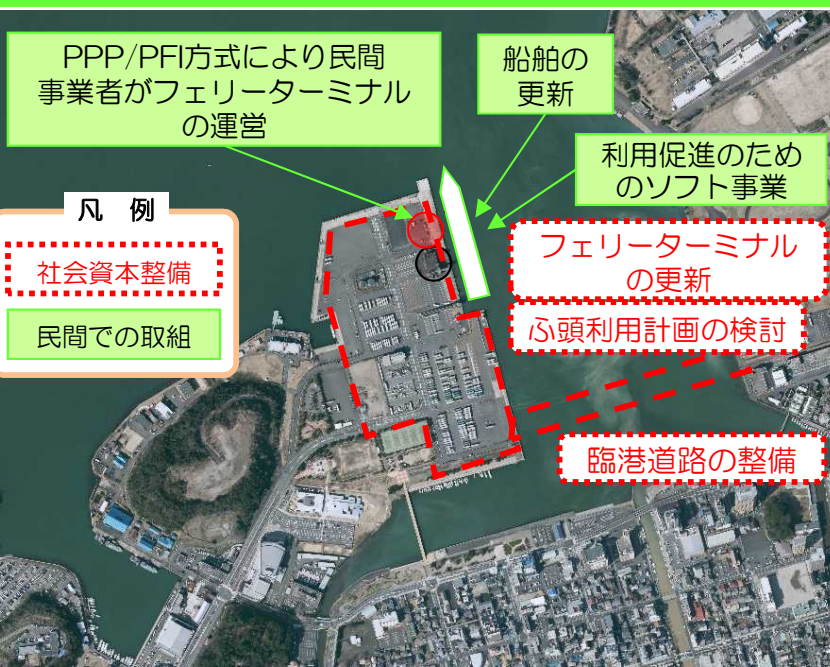 PPP/PFI方式により民間
事業者がフェリーターミナル
の運営
船舶の
更新
利用促進のため
のソフト事業
凡　例
社会資本整備
民間での取組
フェリーターミナル
の更新
ふ頭利用計画の検討
臨港道路の整備